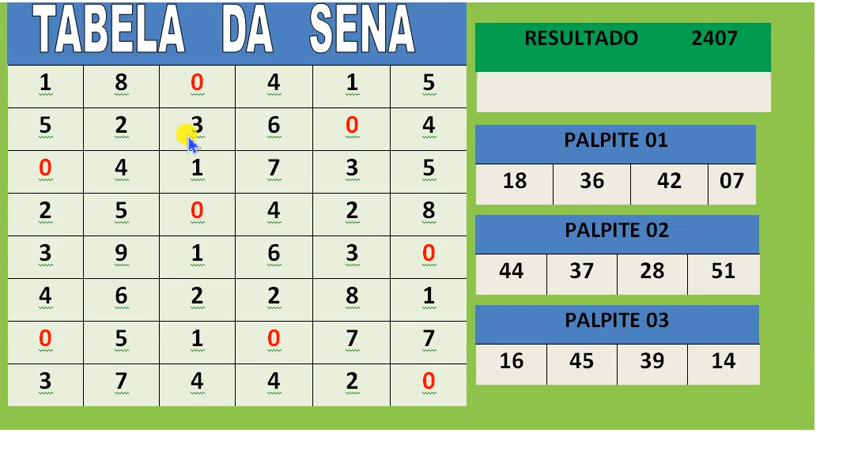 TABELA DA SENA
1 8 0 4 1 5
5 2 3 6 0 4
0 4 1 7 3 5
2 5 0 4 2 8
3 9 1 6 3 0
4 6 2 2 8 1
0 5 1 0 7 7
3 7 4 4 2 0
RESULTADO 2407
PALPITE 01
18 36 42 07
PALPITE 02
44 37 28 51
PALPITE 03
16 45 39 14